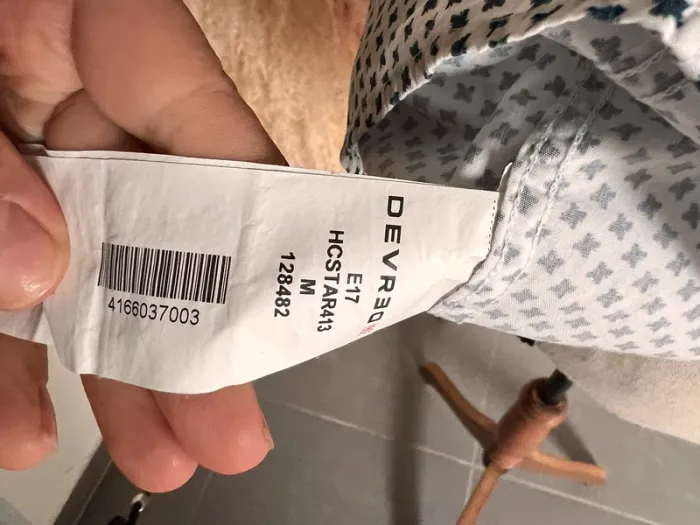 DEVRED
E17
HCSTAR413
M
128482
4166037003